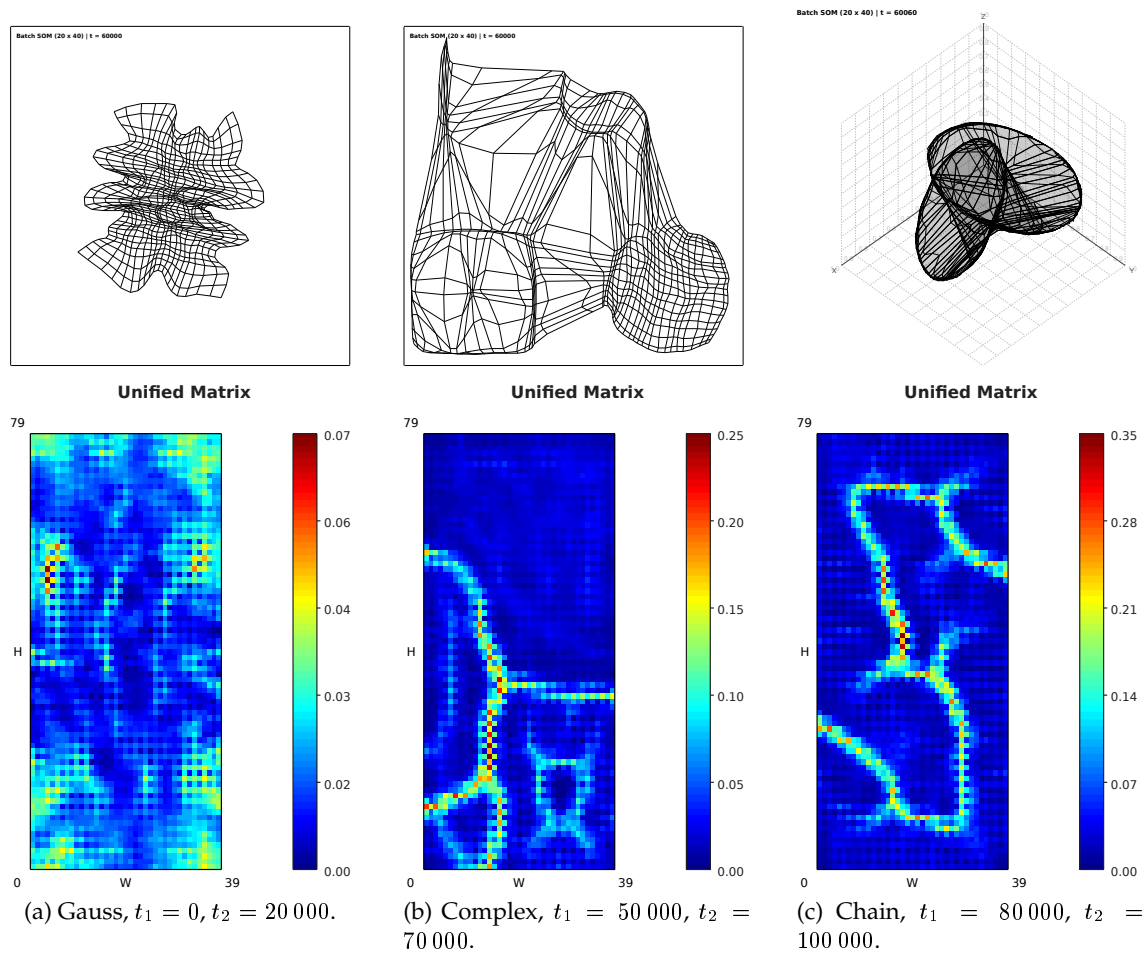 Batch SOM (20 x 40) | t = 60000
Batch SOM (20 x 40) | t = 60000
Batch SOM (20 x 40) | t = 60060
Z
X
Y
Unified Matrix
Unified Matrix
Unified Matrix
79
H
0
W
39
0.07
0.06
0.04
0.03
0.02
0.00
79
H
0
W
39
0.25
0.20
0.15
0.10
0.05
0.00
79
H
0
W
39
0.35
0.28
0.21
0.14
0.07
0.00
(a) Gauss, t₁ = 0, t₂ = 20 000.
(b) Complex, t₁ = 50 000, t₂ =
70 000.
(c) Chain, t₁ = 80 000, t₂ =
100 000.